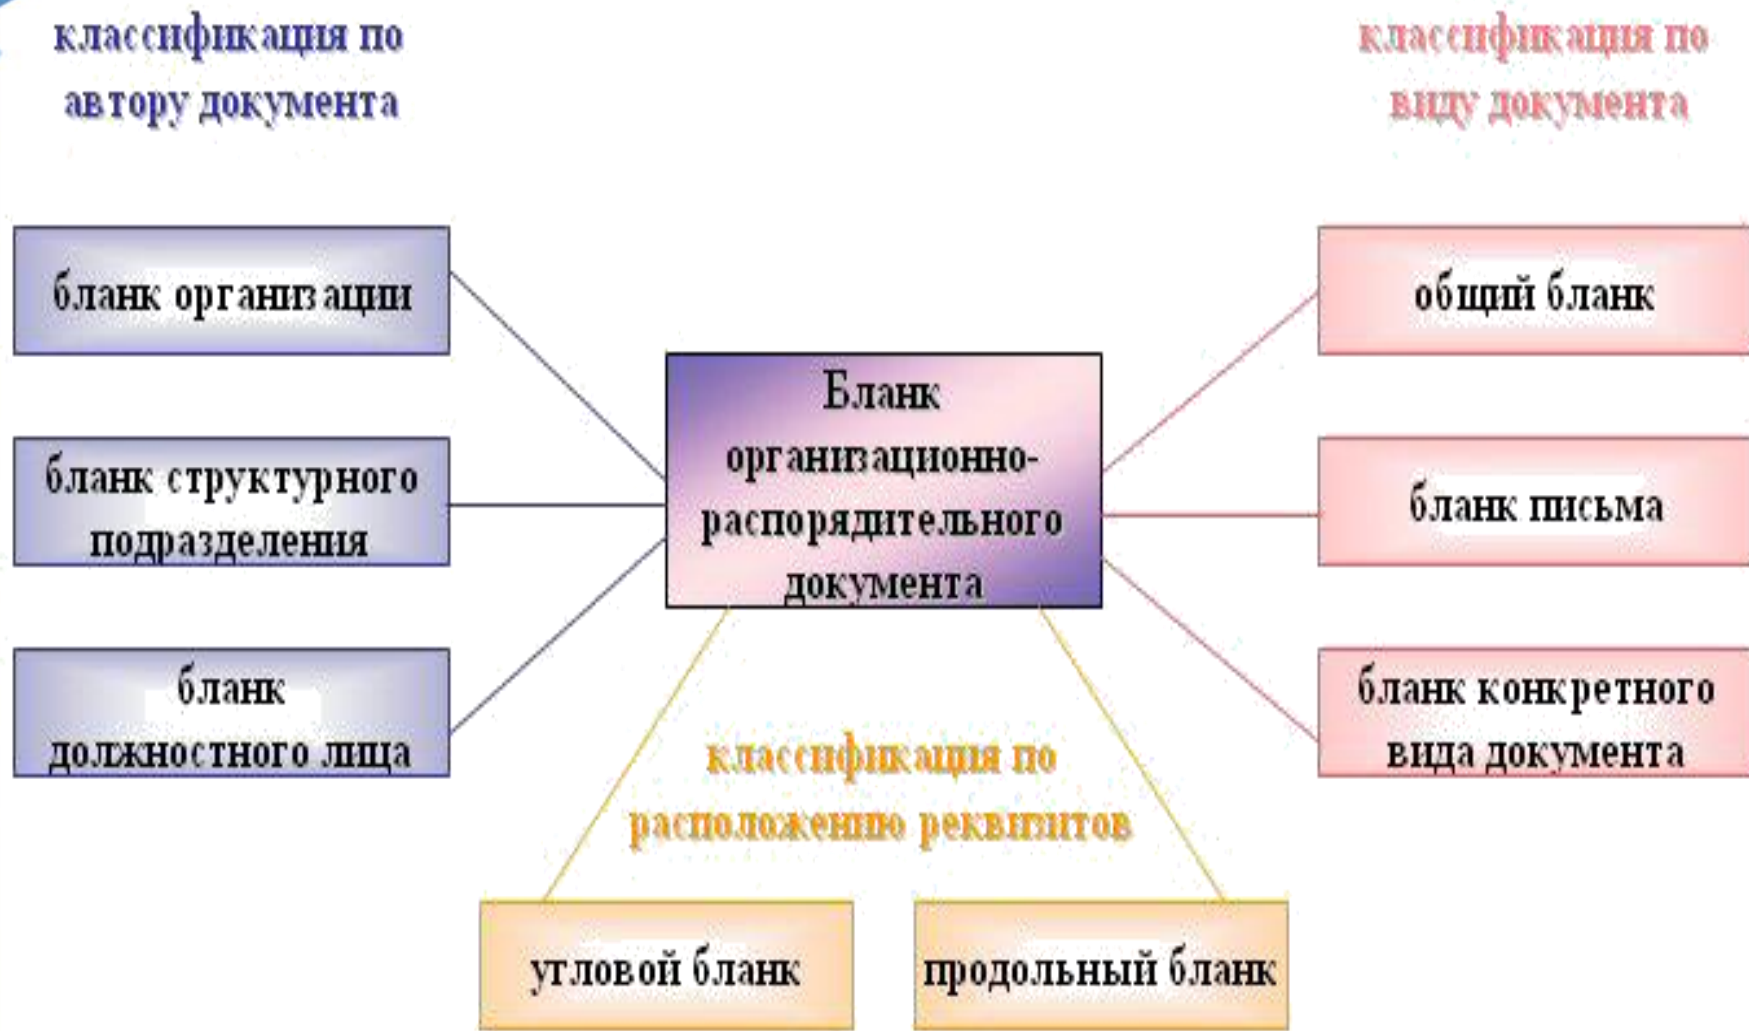 классификация по
автору документа
классификация по
виду документа
бланк организации
общий бланк
Бланк
организационно-
распорядительного
документа
бланк структурного
подразделения
бланк письма
бланк
должностного лица
бланк конкретного
вида документа
классификация по
расположению реквизитов
угловой бланк
продольный бланк